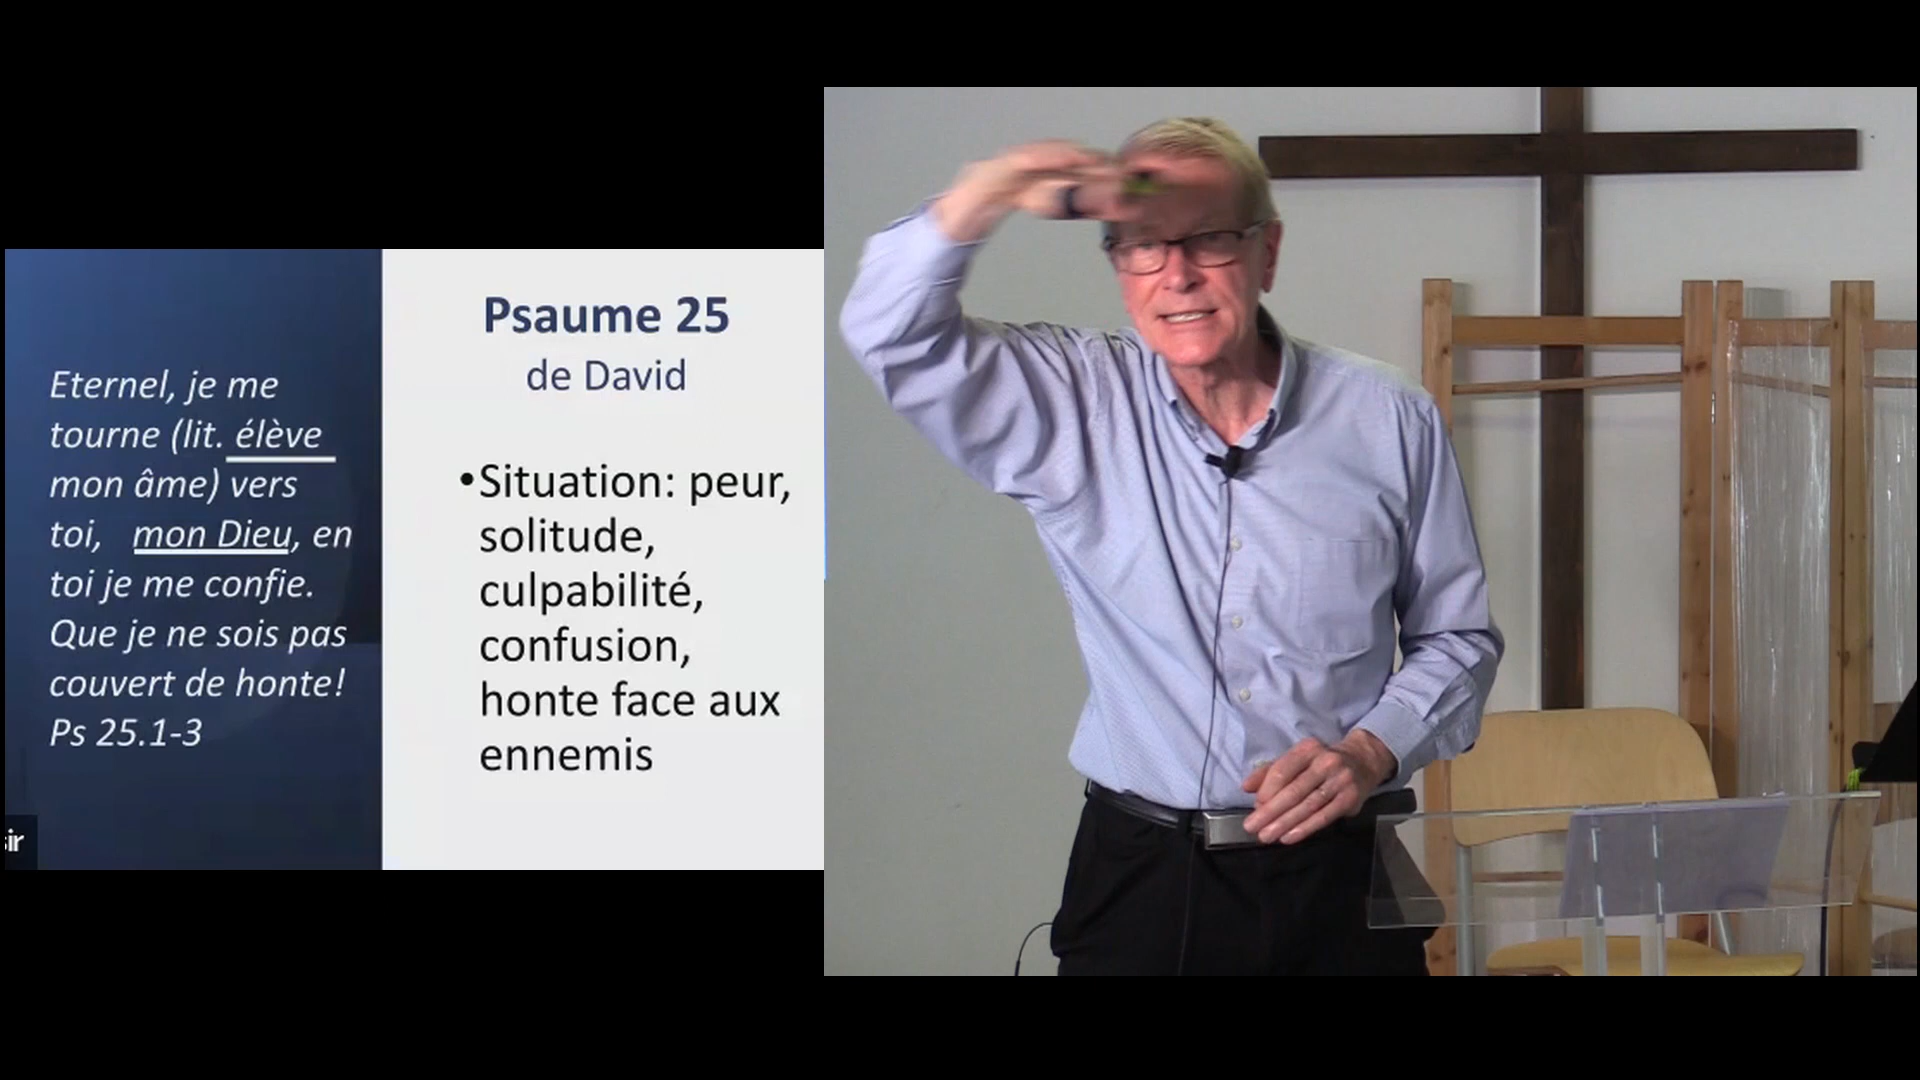 Eternel, je me
tourne (lit. élève
mon âme) vers
toi, mon Dieu, en
toi je me confie.
Que je ne sois pas
couvert de honte!
Ps 25.1-3
Psaume 25
de David
•Situation: peur,
solitude,
culpabilité,
confusion,
honte face aux
ennemis